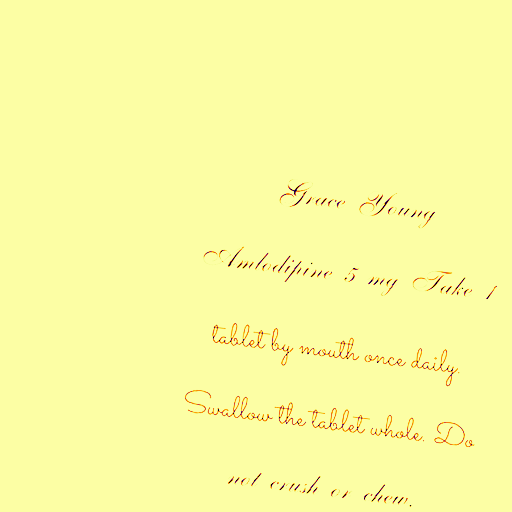 Grace Young
Amlodipine 5 mg Take 1
tablet by mouth once daily.
Swallow the tablet whole. Do
not crush or chew.